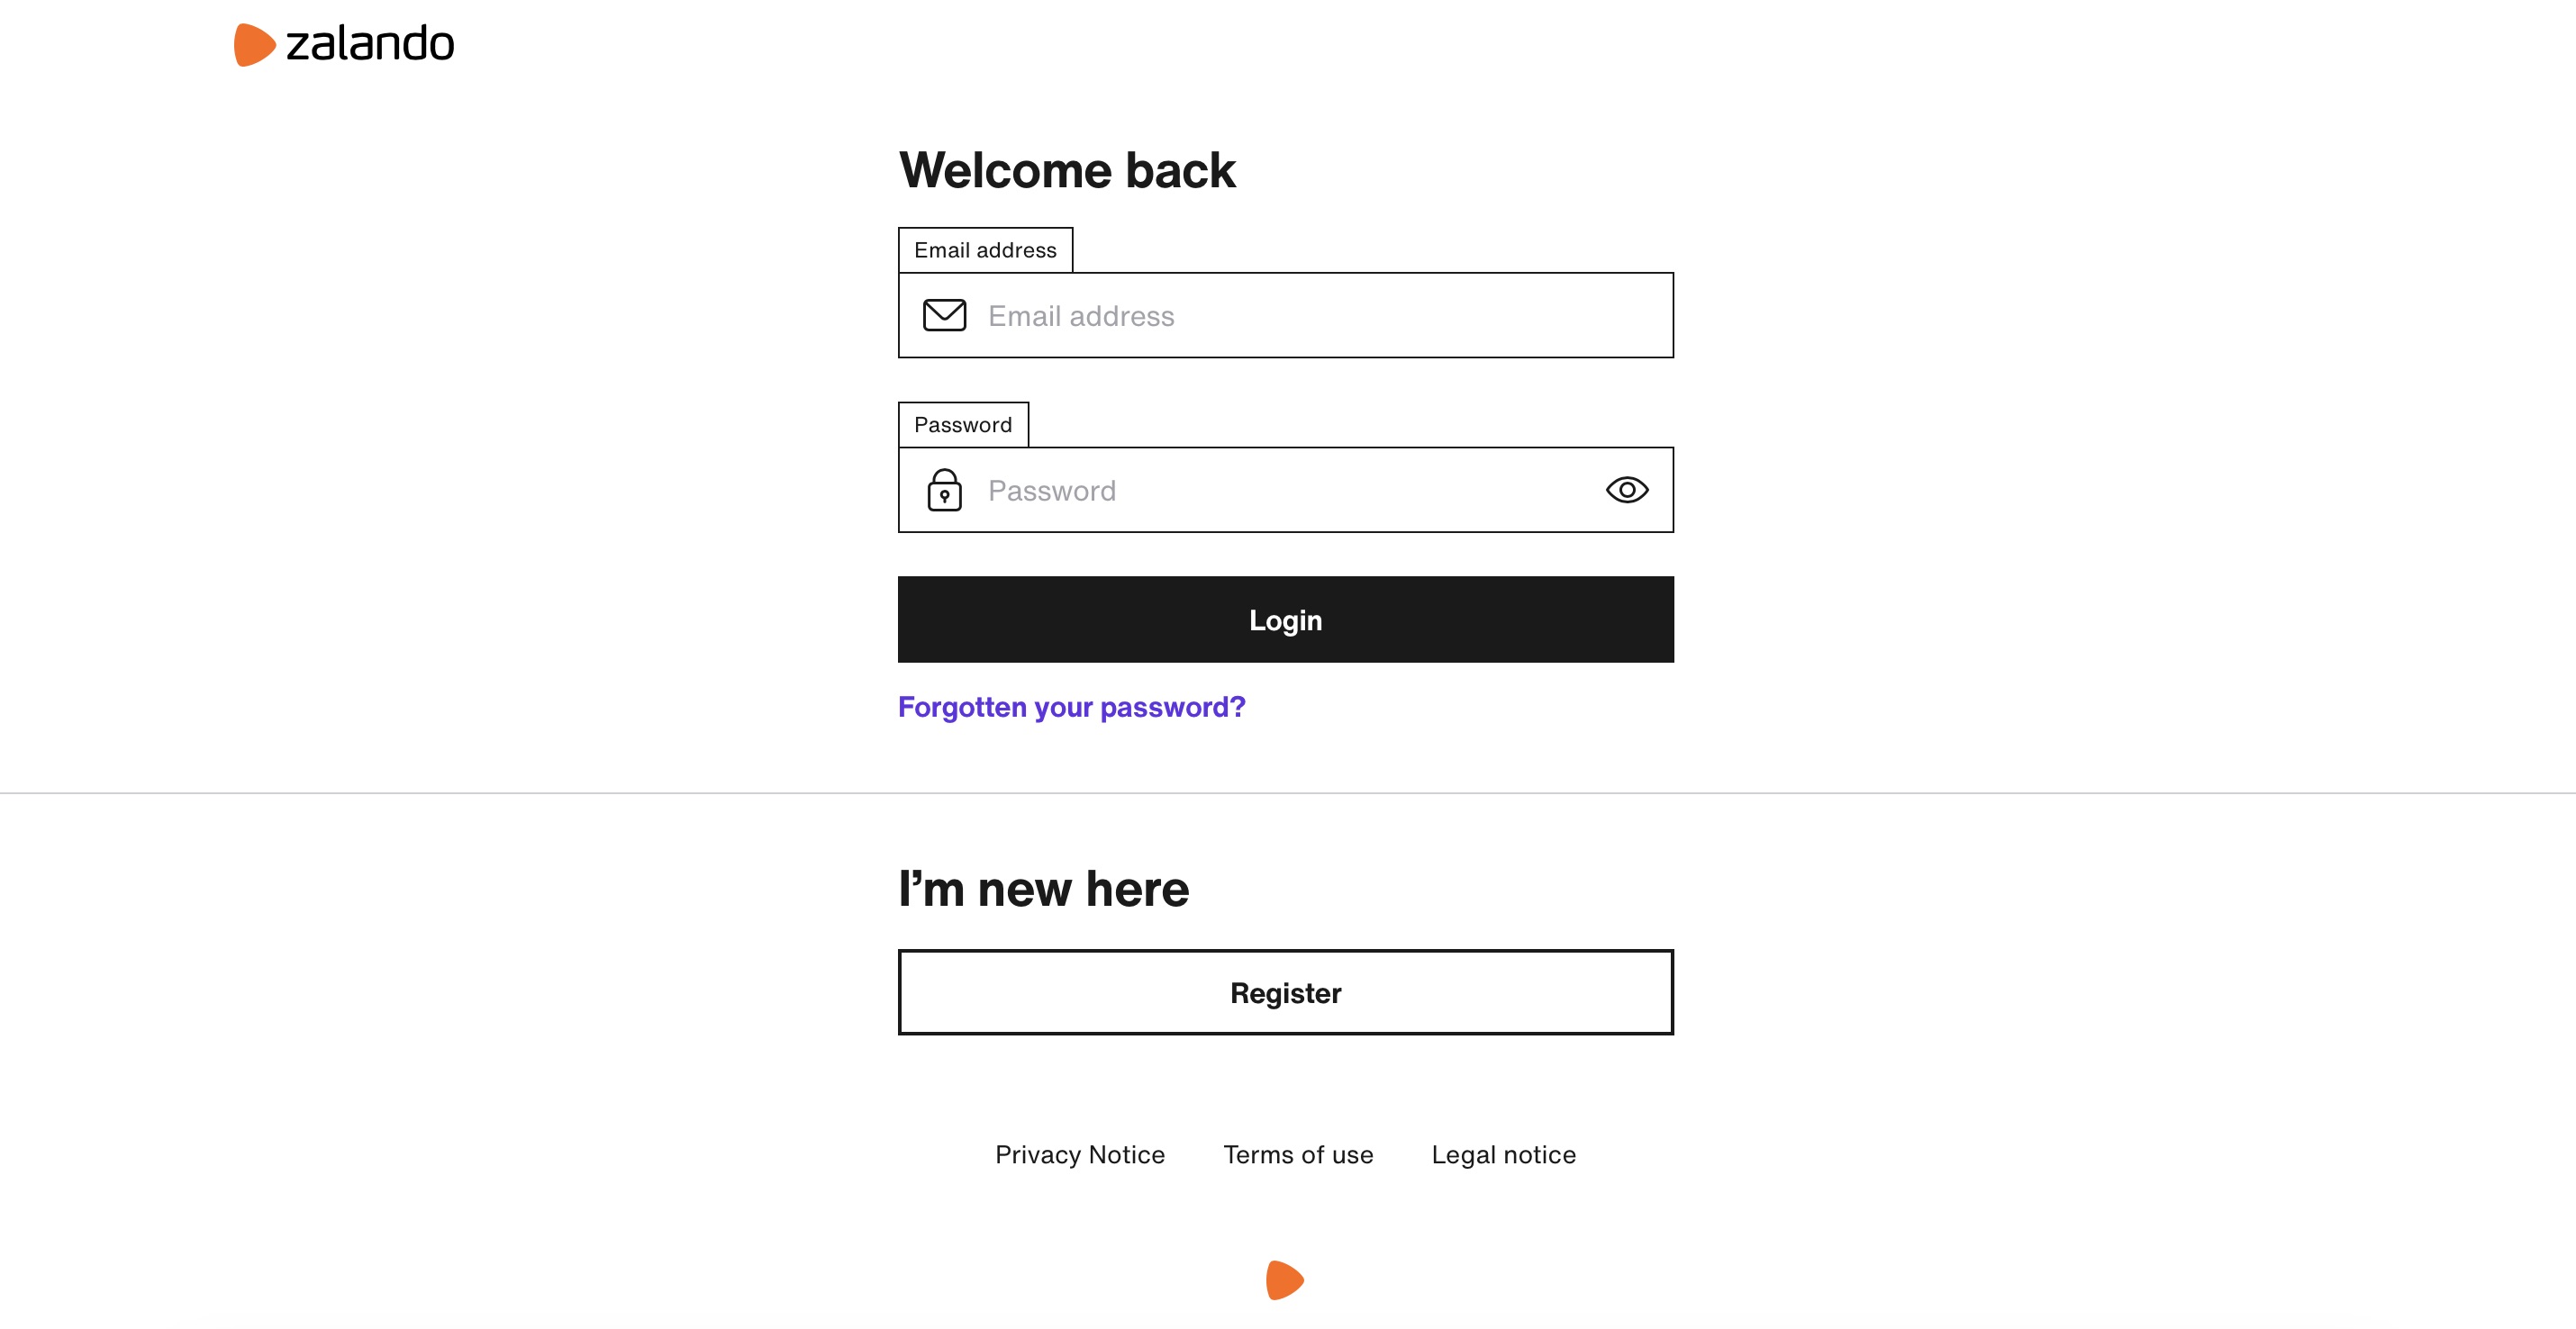 zalando
Welcome back
Email address
Email address
Password
Password
Login
Forgotten your password?
I’m new here
Register
Privacy Notice Terms of use Legal notice